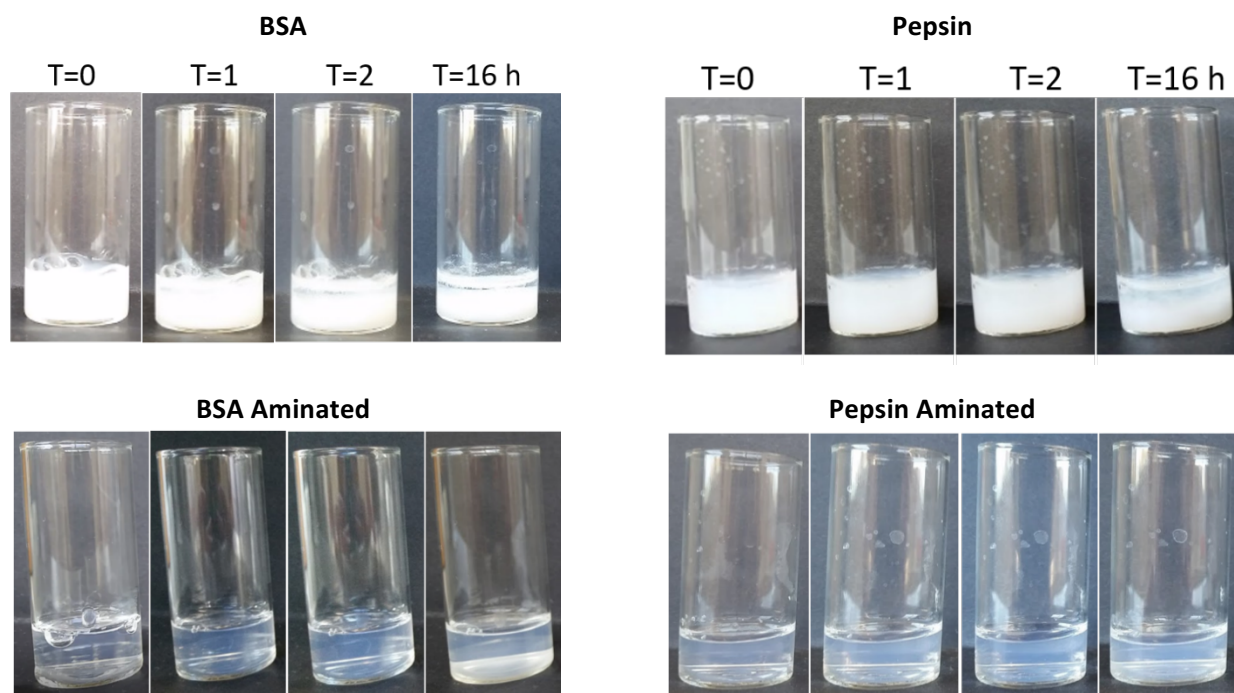 BSA
T=0 T=1 T=2 T=16 h
Pepsin
T=0 T=1 T=2 T=16 h
BSA Aminated
Pepsin Aminated